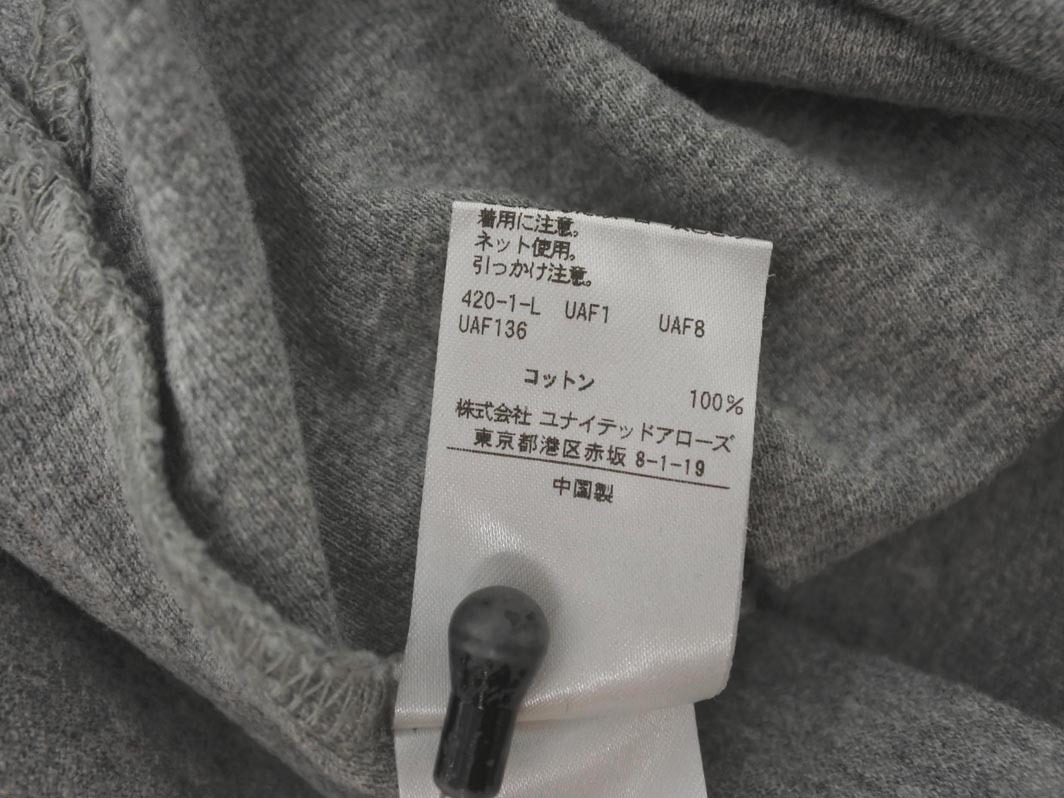 着用に注意。
ネット使用。
引っかけ注意。
420-1-L UAF1 UAF8
UAF136
コットン 100%
株式会社 ユナイテッドアローズ
東京都港区赤坂 8-1-19
中国製